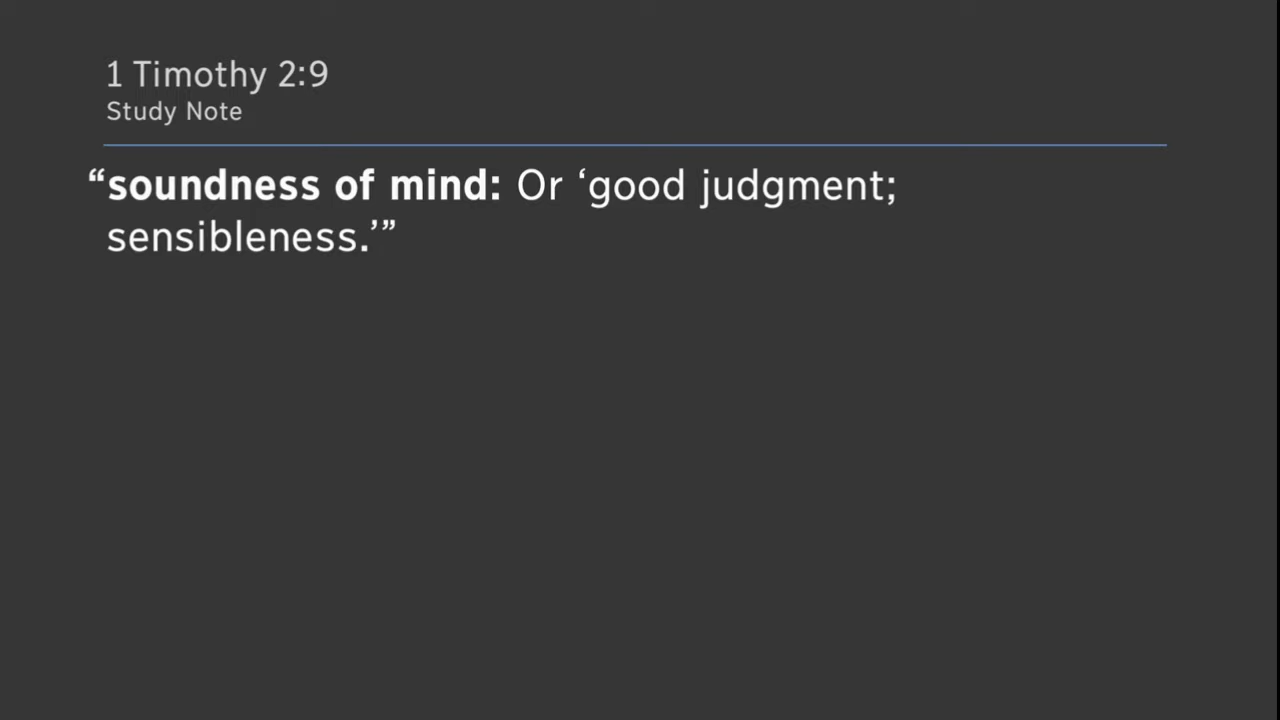 1 Timothy 2:9
Study Note
“soundness of mind: Or ‘good judgment;
sensibleness.’”